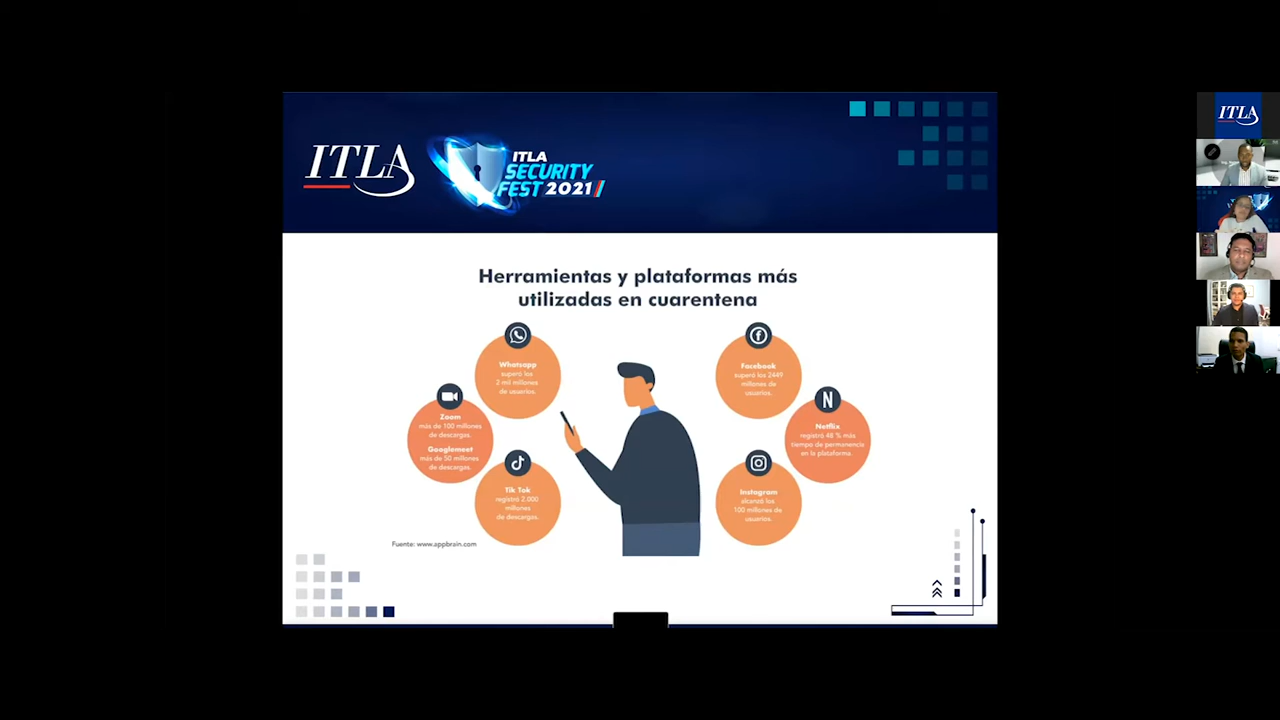 ITLA
ITLA
SECURITY
FEST 2021
ITLA
Herramientas y plataformas más
utilizadas en cuarentena
Whatsapp
superó los
2 mil millones
de usuarios.
Zoom
más de 100 millones
de descargas.
Googlemeet
más de 50 millones
de descargas.
Tik Tok
registró 2.000
millones
de descargas.
Facebook
superó los 2449
millones de
usuarios.
N
Netflix
registró 48 % más
tiempo de permanencia
en la plataforma.
Instagram
alcanzó los
100 millones de
usuarios.
Fuente: www.appbrain.com